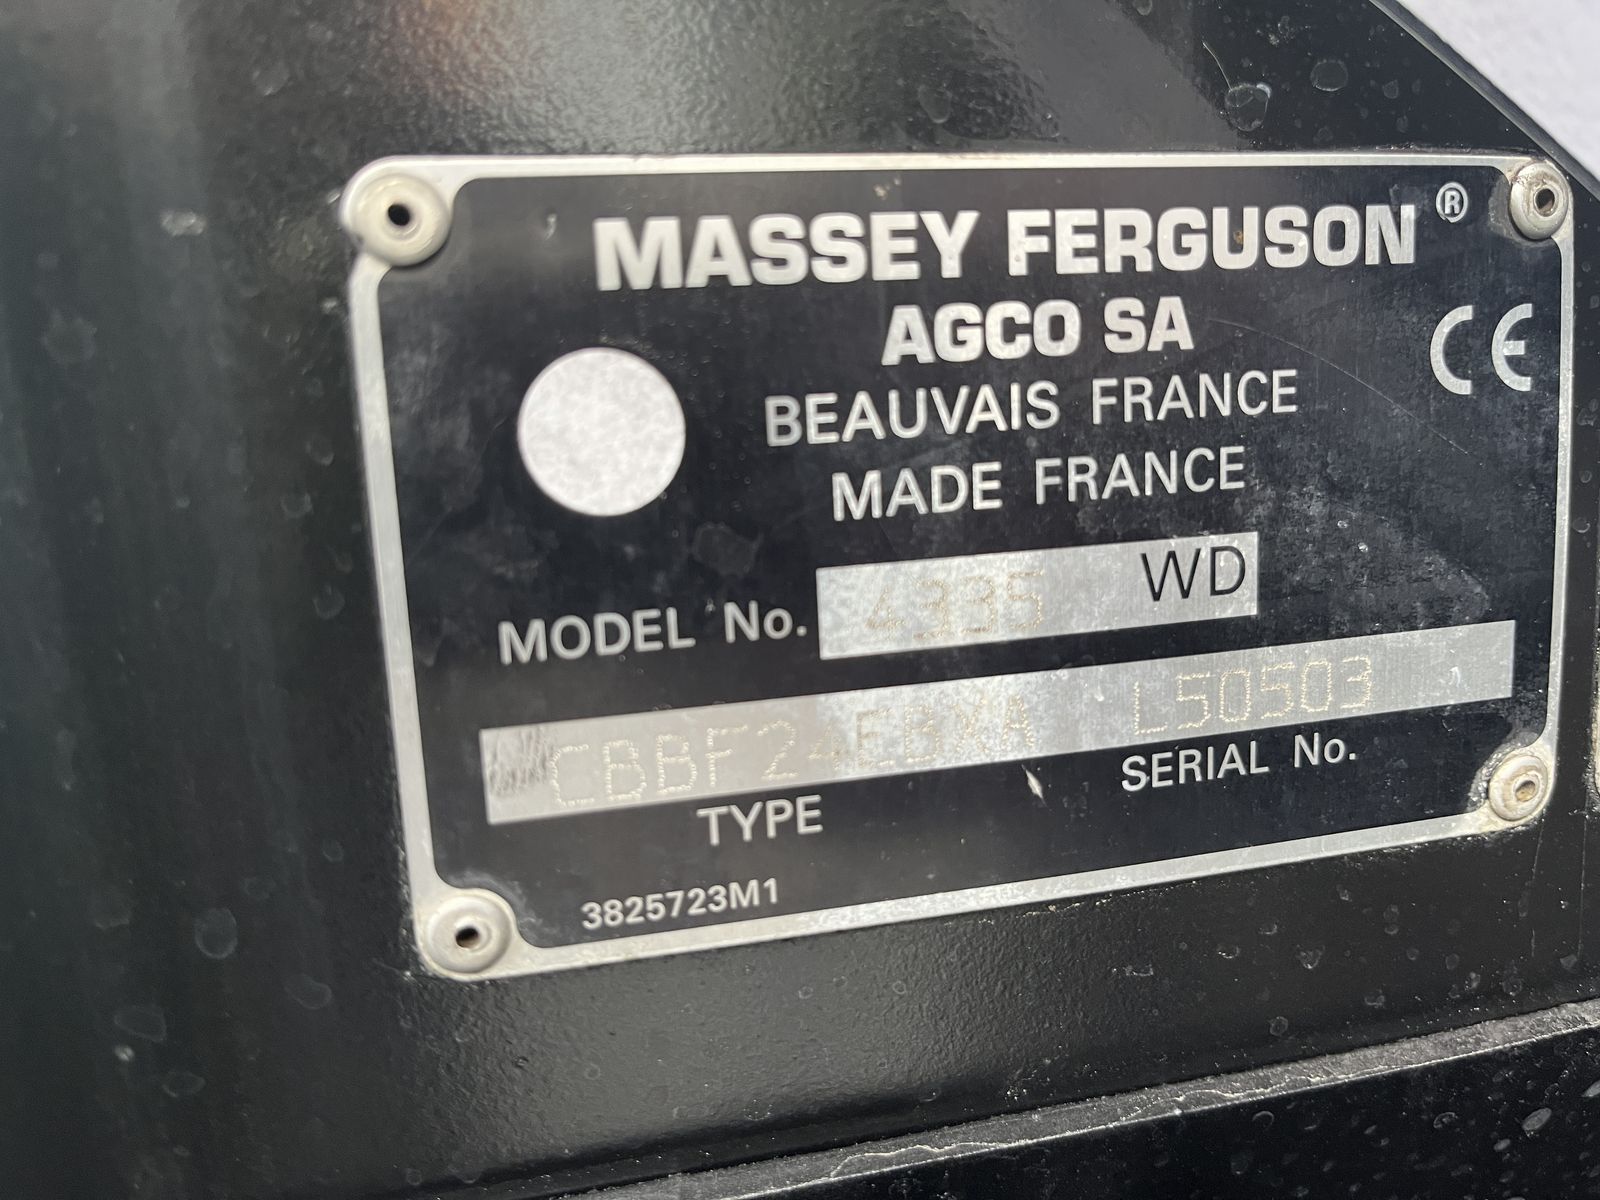 MASSEY FERGUSON ®
AGCO SA
CE
BEAUVAIS FRANCE
MADE FRANCE
MODEL No. 4335 WD
CBBF24EBXA L50503
TYPE SERIAL No.
3825723M1